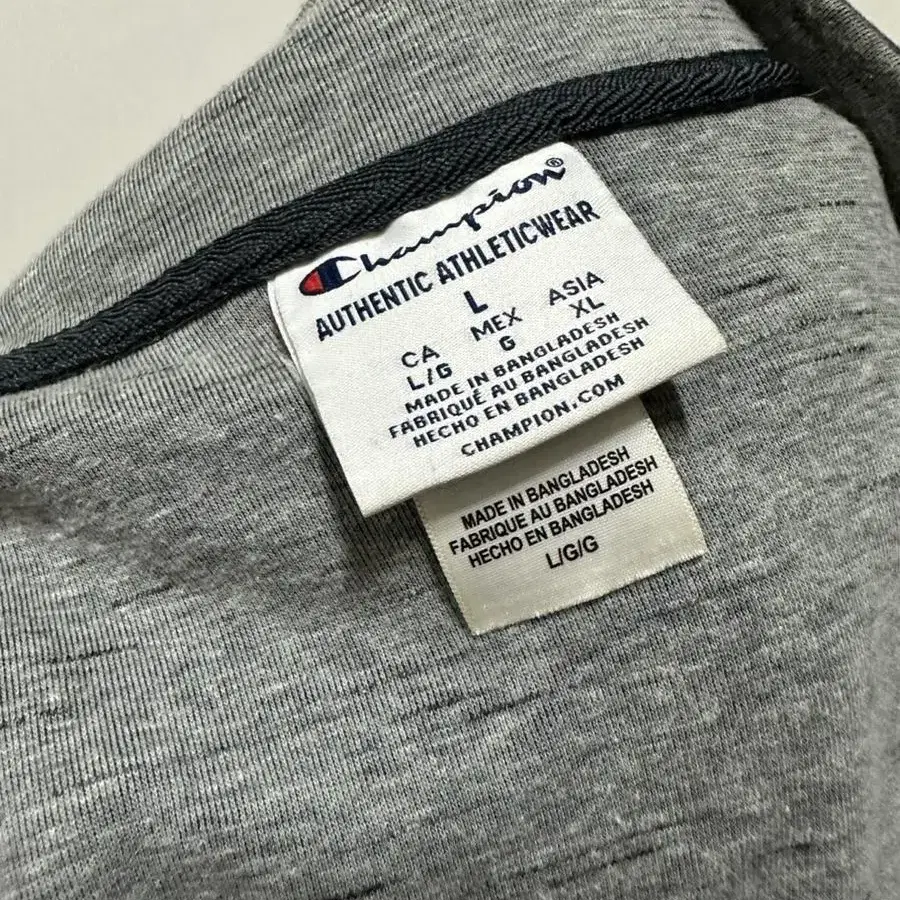 Champion®
AUTHENTIC ATHLETICWEAR
L
CA MEX ASIA
L/G G XL
MADE IN BANGLADESH
FABRIQUÉ AU BANGLADESH
HECHO EN BANGLADESH
CHAMPION.COM
MADE IN BANGLADESH
FABRIQUE AU BANGLADESH
HECHO EN BANGLADESH
L/G/G